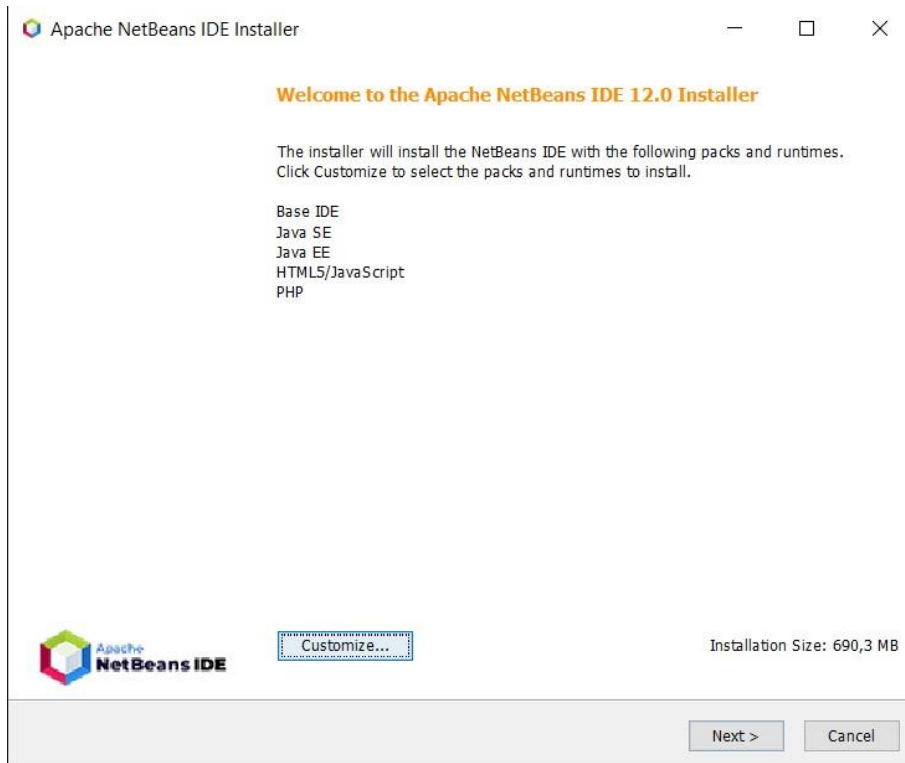 Apache NetBeans IDE Installer
Welcome to the Apache NetBeans IDE 12.0 Installer
The installer will install the NetBeans IDE with the following packs and runtimes.
Click Customize to select the packs and runtimes to install.
Base IDE
Java SE
Java EE
HTML5/JavaScript
PHP
Apache
NetBeans IDE
Customize...
Installation Size: 690,3 MB
Next >
Cancel